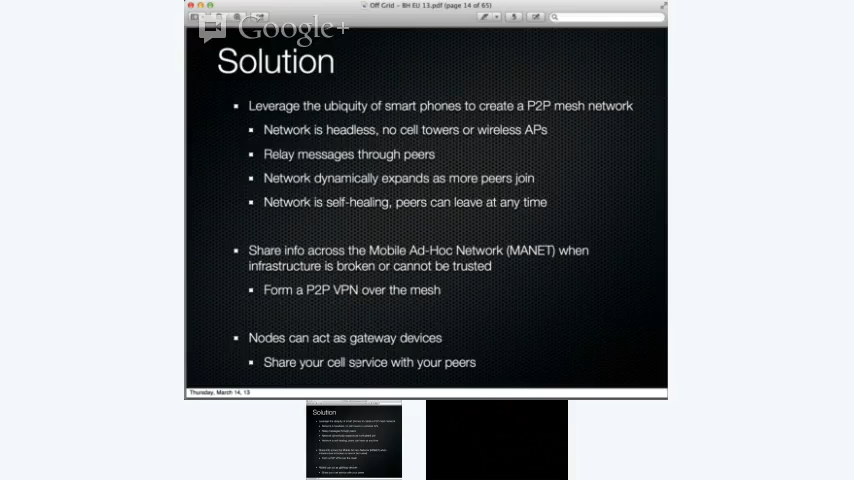 Off Grid – BH EU 13.pdf (page 14 of 65)
Google+
Solution
Leverage the ubiquity of smart phones to create a P2P mesh network
Network is headless, no cell towers or wireless APs
Relay messages through peers
Network dynamically expands as more peers join
Network is self-healing, peers can leave at any time
Share info across the Mobile Ad-Hoc Network (MANET) when
infrastructure is broken or cannot be trusted
Form a P2P VPN over the mesh
Nodes can act as gateway devices
Share your cell service with your peers
Thursday, March 14, 13
Solution